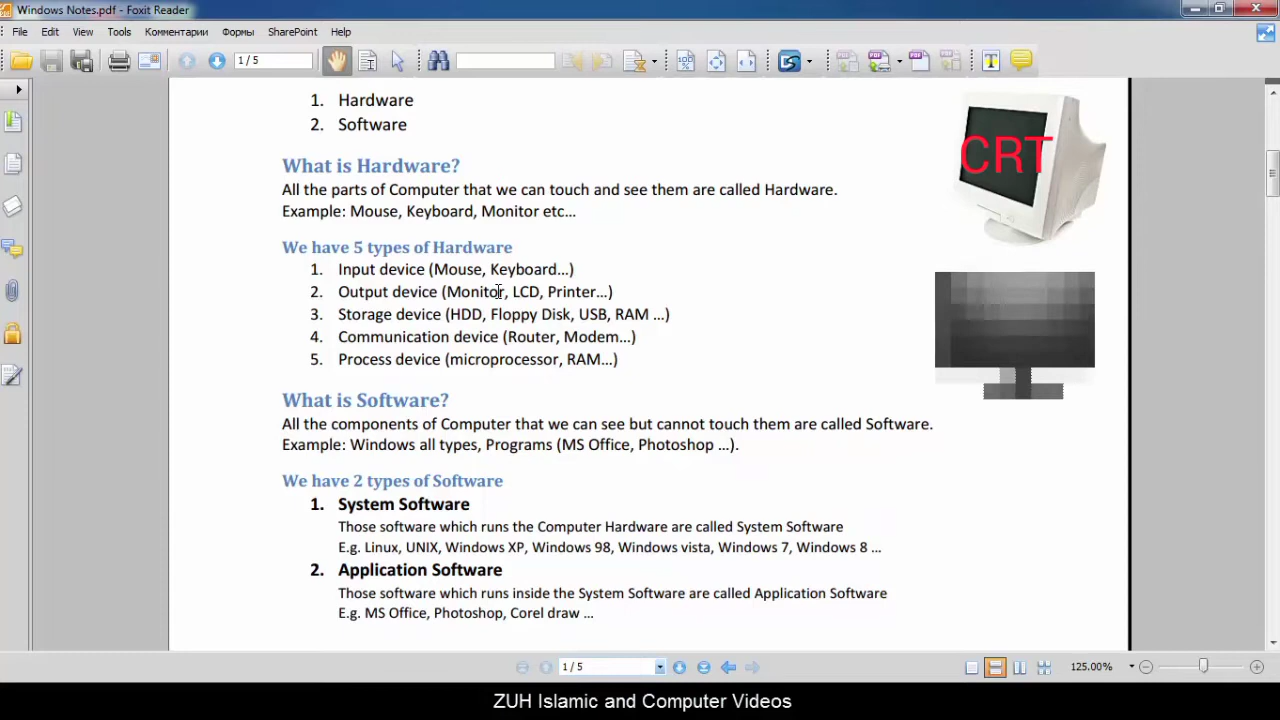 Windows Notes.pdf - Foxit Reader
File Edit View Tools Комментарии Формы SharePoint Help
1 / 5
1. Hardware
2. Software
CRT
What is Hardware?
All the parts of Computer that we can touch and see them are called Hardware.
Example: Mouse, Keyboard, Monitor etc...
We have 5 types of Hardware
1. Input device (Mouse, Keyboard...)
2. Output device (Monitor, LCD, Printer...)
3. Storage device (HDD, Floppy Disk, USB, RAM ...)
4. Communication device (Router, Modem...)
5. Process device (microprocessor, RAM...)
What is Software?
All the components of Computer that we can see but cannot touch them are called Software.
Example: Windows all types, Programs (MS Office, Photoshop ...).
We have 2 types of Software
1. System Software
Those software which runs the Computer Hardware are called System Software
E.g. Linux, UNIX, Windows XP, Windows 98, Windows vista, Windows 7, Windows 8 ...
2. Application Software
Those software which runs inside the System Software are called Application Software
E.g. MS Office, Photoshop, Corel draw ...
1 / 5
125.00%
ZUH Islamic and Computer Videos